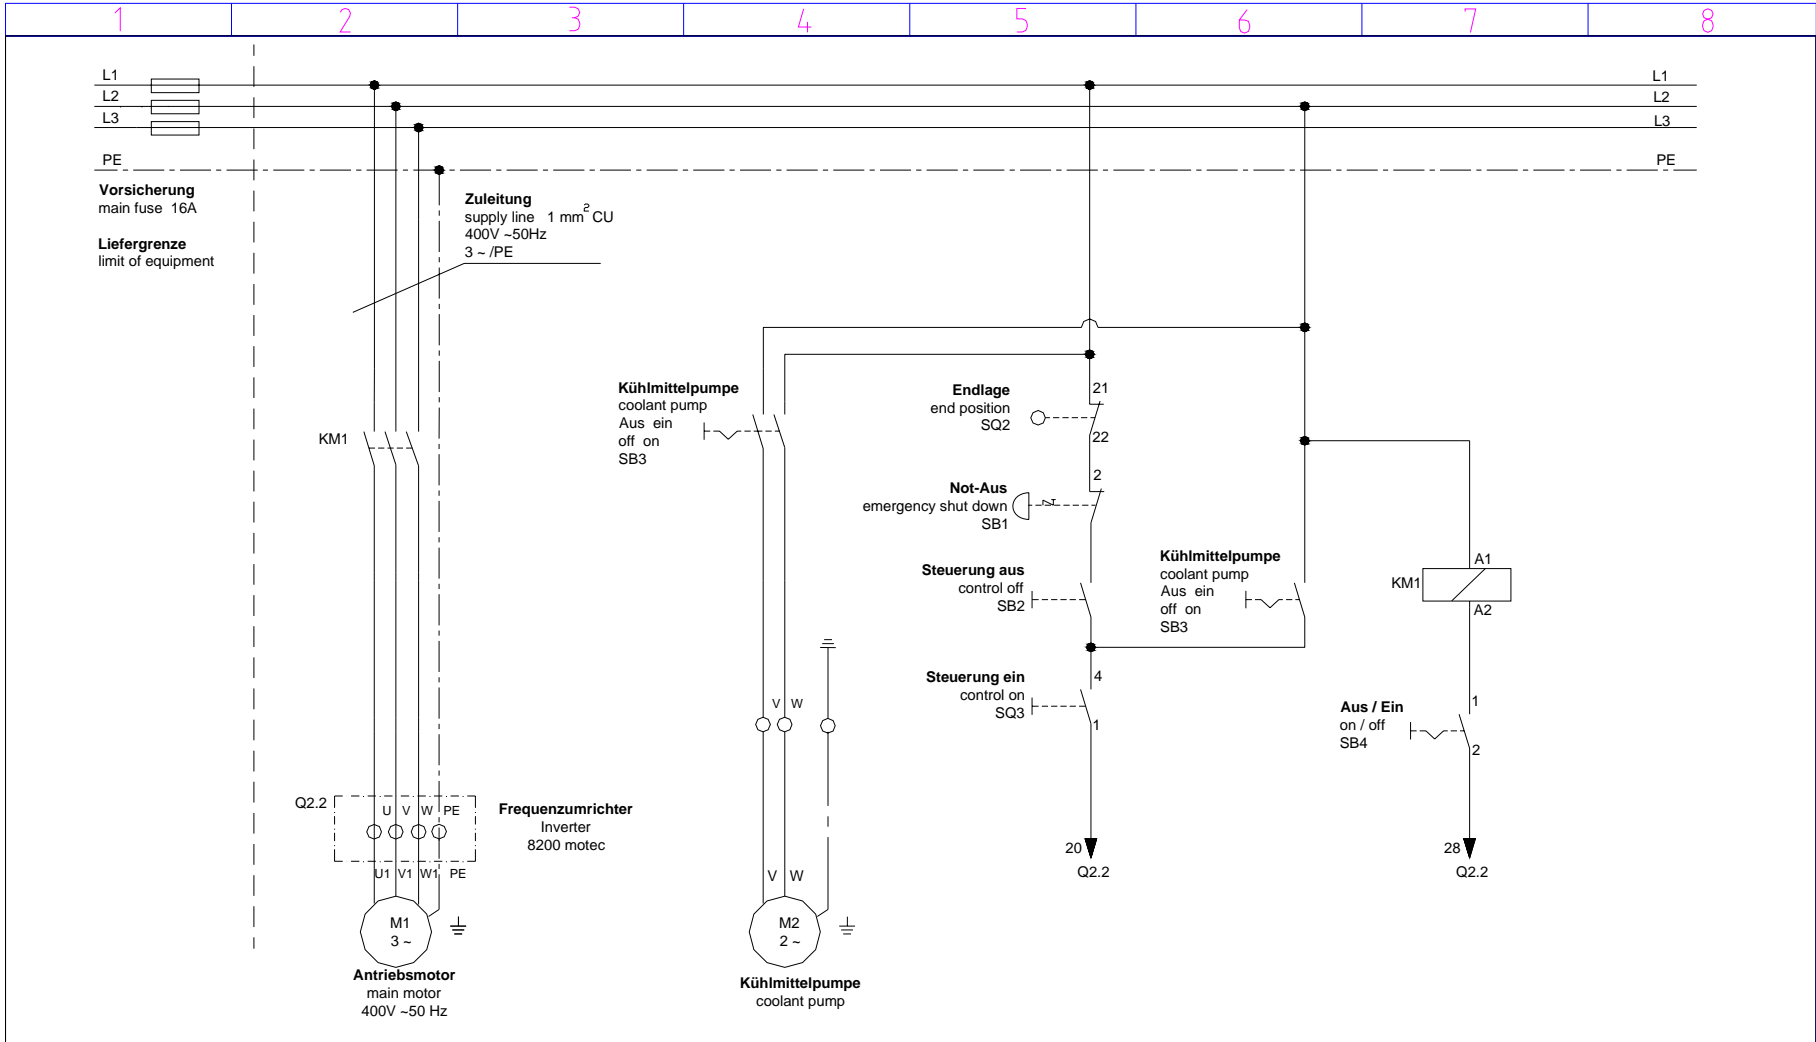 1 2 3 4 5 6 7 8
L1 L1
L2 L2
L3 L3
PE PE
Vorsicherung
main fuse 16A
Liefergrenze
limit of equipment
Zuleitung
supply line 1 mm² CU
400V ~50Hz
3 ~ /PE
KM1
Q2.2
U V W PE
Frequenzumrichter
Inverter
8200 motec
U1 V1 W1 PE
M1
3 ~
Antriebsmotor
main motor
400V ~50 Hz
Kühlmittelpumpe
coolant pump
Aus ein
off on
SB3
V W
V W
M2
2 ~
Kühlmittelpumpe
coolant pump
Endlage
end position
SQ2
21
22
Not-Aus
emergency shut down
SB1
2
Steuerung aus
control off
SB2
Steuerung ein
control on
SQ3
4
1
20
Q2.2
Kühlmittelpumpe
coolant pump
Aus ein
off on
SB3
KM1
A1
A2
Aus / Ein
on / off
SB4
1
2
28
Q2.2